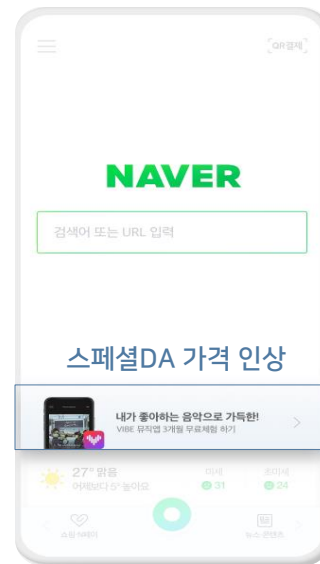 QR결제
NAVER
검색어 또는 URL 입력
스페셜DA 가격 인상
내가 좋아하는 음악으로 가득한!
VIBE 뮤직앱 3개월 무료체험 하기
27° 맑음
어제보다 5° 높아요
미세
31
초미세
24
쇼핑·N페이
뉴스·콘텐츠